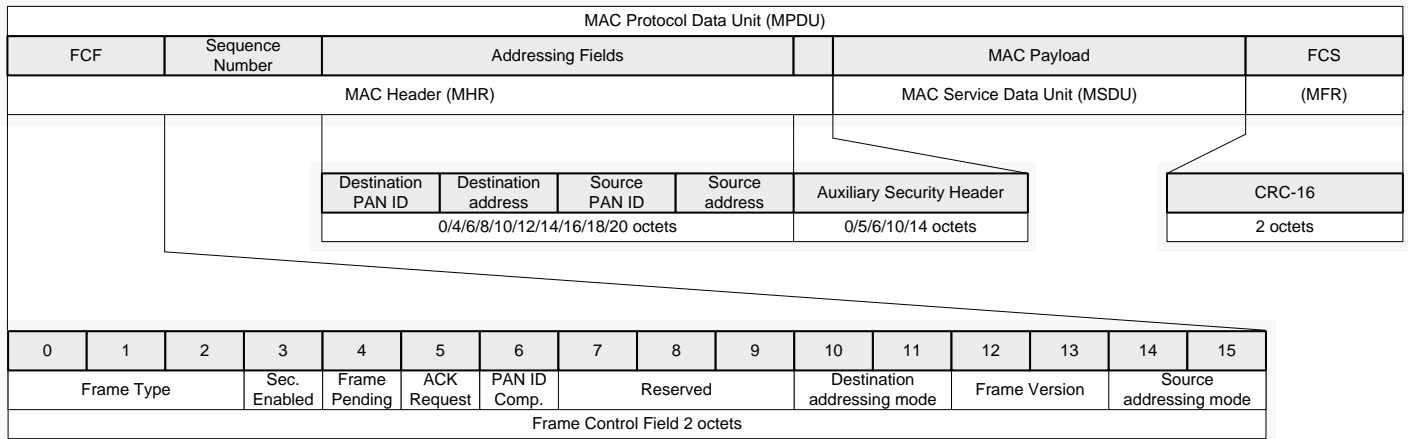 MAC Protocol Data Unit (MPDU)
FCF
Sequence
Number
Addressing Fields
MAC Payload
FCS
MAC Header (MHR)
MAC Service Data Unit (MSDU)
(MFR)
Destination
PAN ID
Destination
address
Source
PAN ID
Source
address
Auxiliary Security Header
CRC-16
0/4/6/8/10/12/14/16/18/20 octets
0/5/6/10/14 octets
2 octets
0 1 2 3 4 5 6 7 8 9 10 11 12 13 14 15
Frame Type
Sec.
Enabled
Frame
Pending
ACK
Request
PAN ID
Comp.
Reserved
Destination
addressing mode
Frame Version
Source
addressing mode
Frame Control Field 2 octets